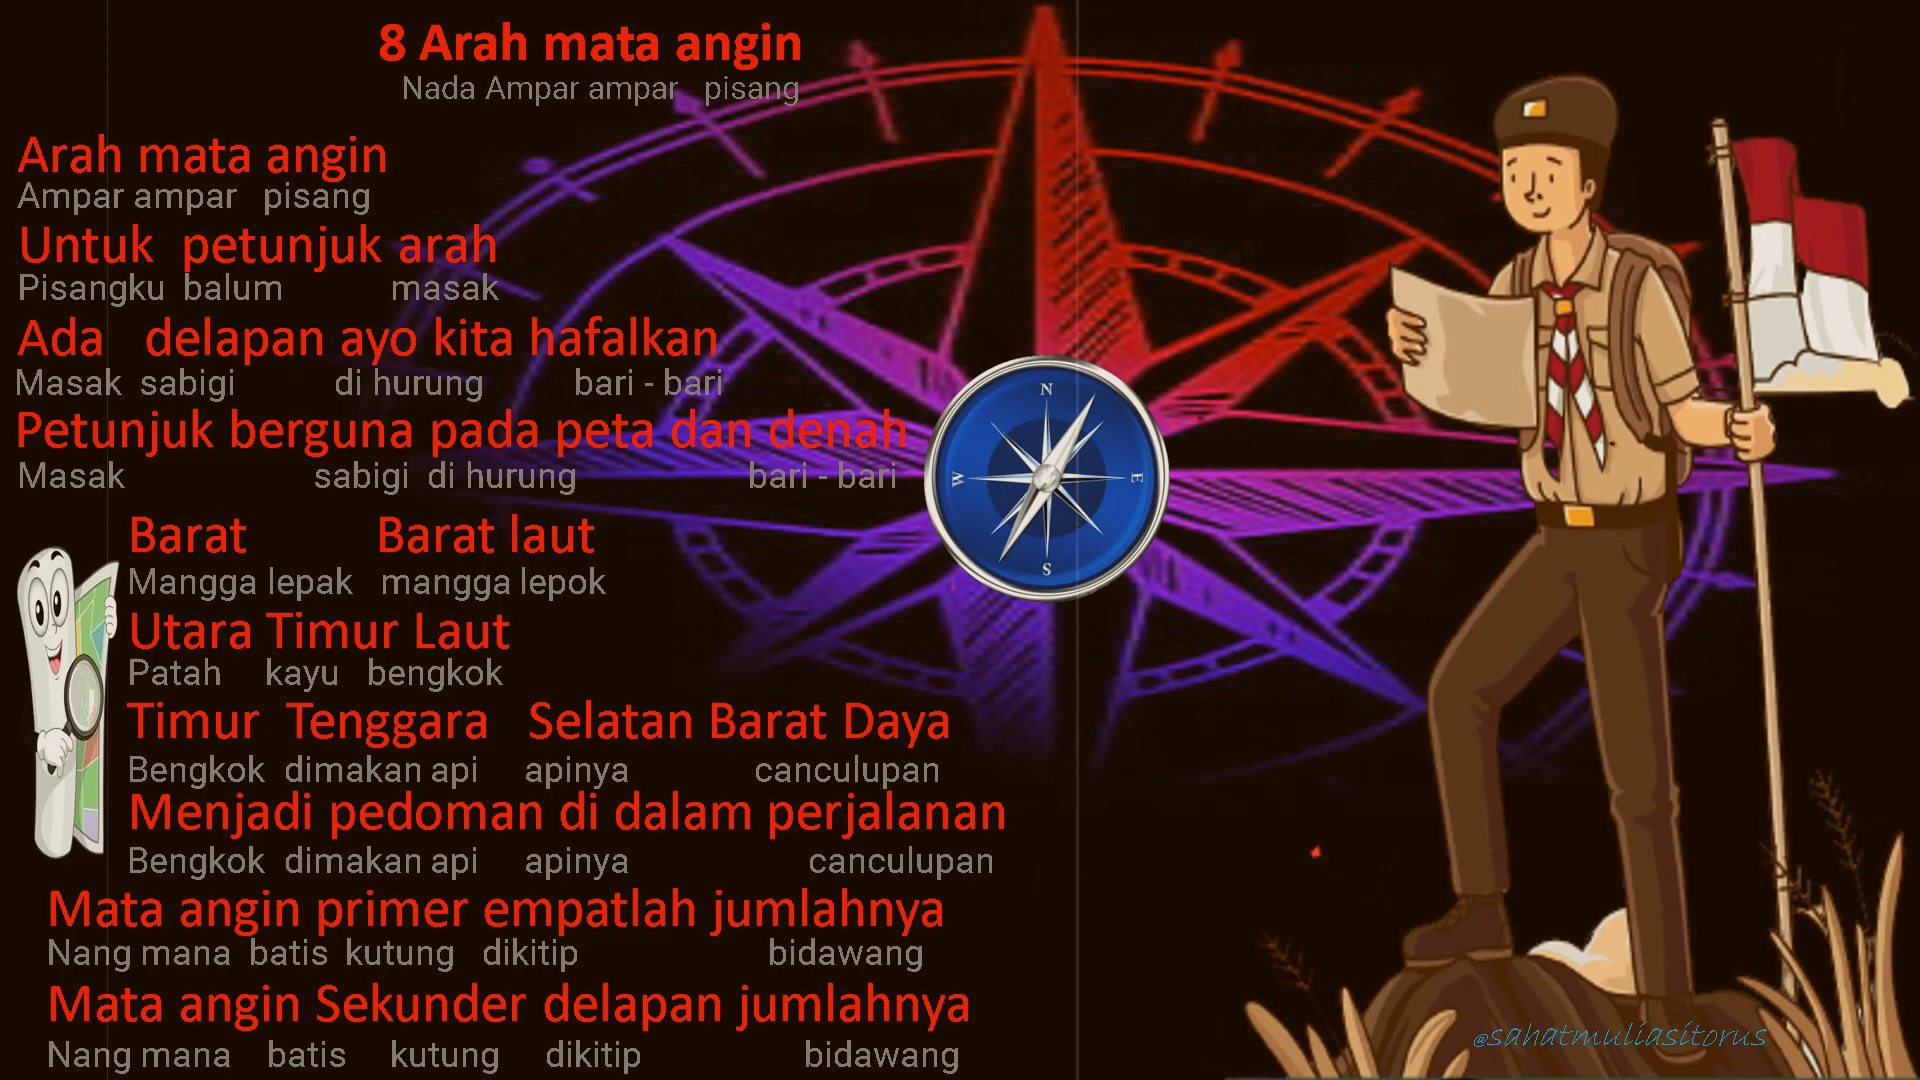 8 Arah mata angin
Nada Ampar ampar pisang
Arah mata angin
Ampar ampar pisang
Untuk petunjuk arah
Pisangku balum masak
Ada delapan ayo kita hafalkan
Masak sabigi di hurung bari - bari
Petunjuk berguna pada peta dan denah
Masak sabigi di hurung bari - bari
Barat Barat laut
Mangga lepak mangga lepok
Utara Timur Laut
Patah kayu bengkok
Timur Tenggara Selatan Barat Daya
Bengkok dimakan api apinya canculupan
Menjadi pedoman di dalam perjalanan
Bengkok dimakan api apinya canculupan
Mata angin primer empatlah jumlahnya
Nang mana batis kutung dikitip bidawang
Mata angin Sekunder delapan jumlahnya
Nang mana batis kutung dikitip bidawang
N
W
E
S
@sahatmuliasitorus